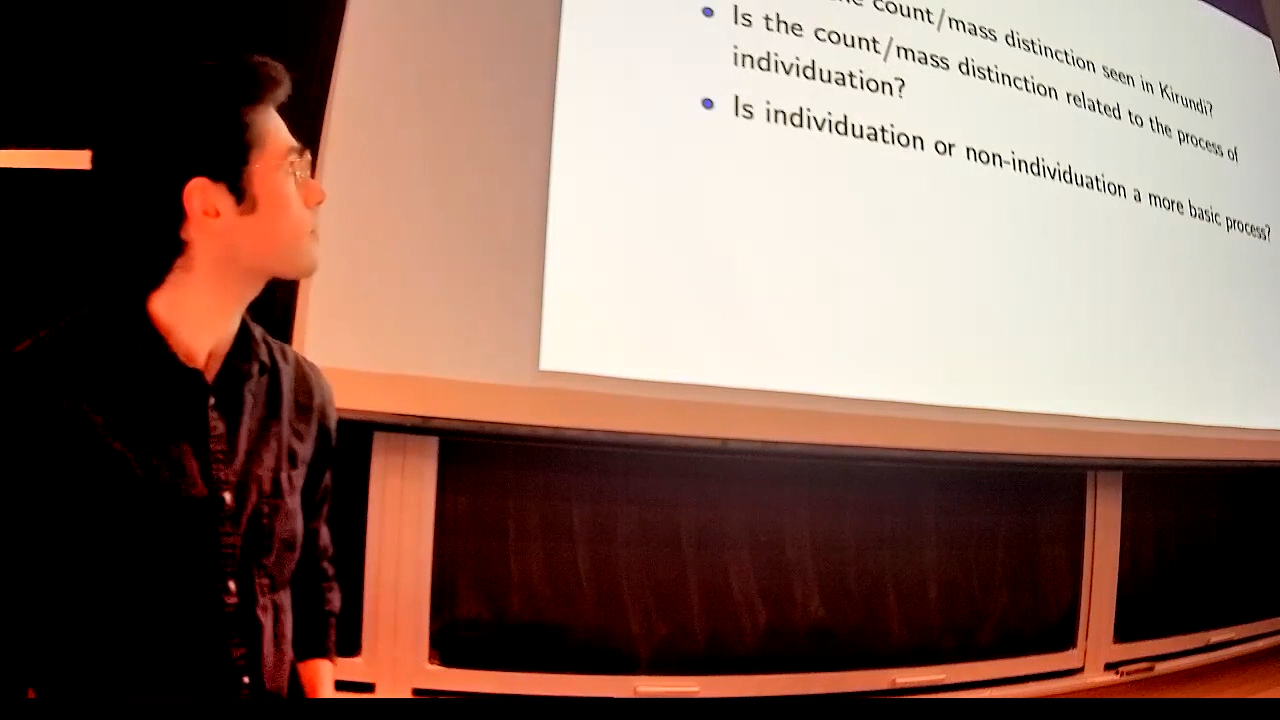 count/mass distinction seen in Kirundi?
Is the count/mass distinction related to the process of
individuation?
Is individuation or non-individuation a more basic process?